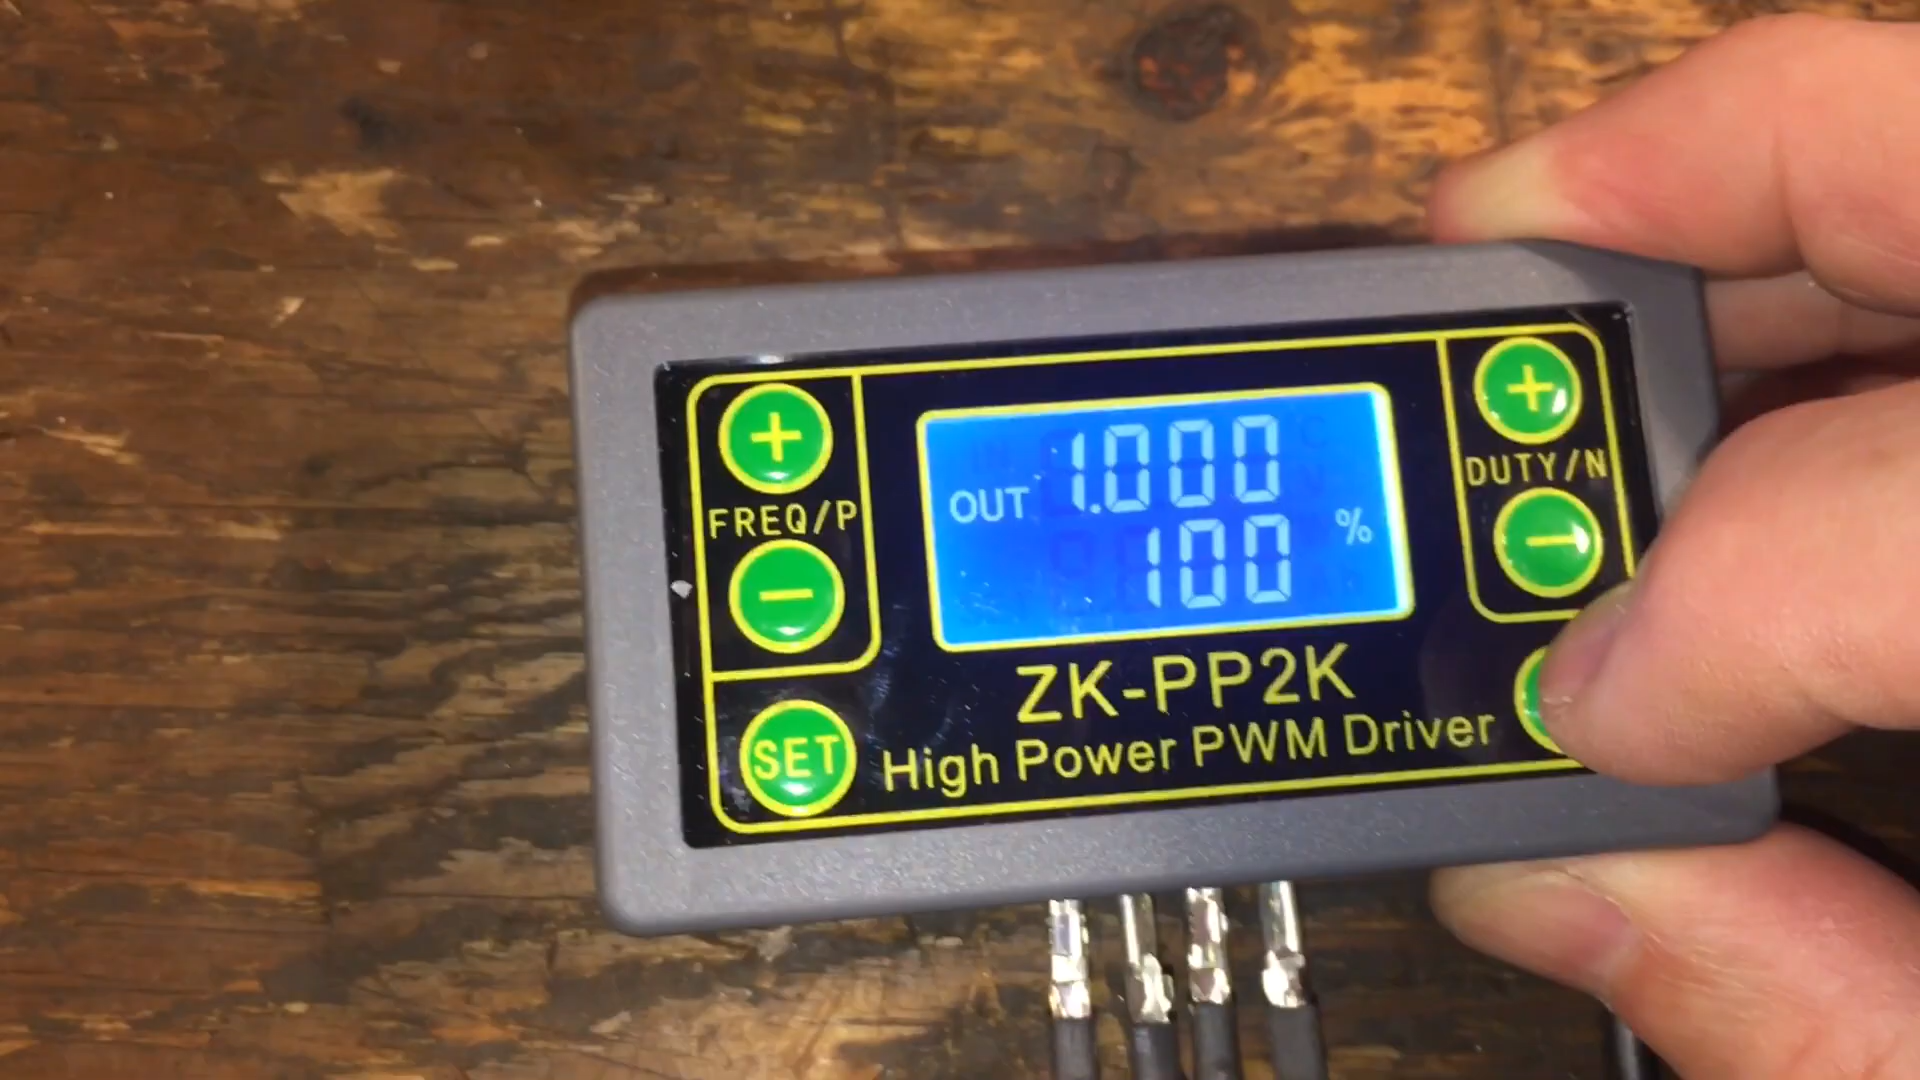 +
FREQ/P
−
SET
OUT 1.000
100 %
+
DUTY/N
−
ZK-PP2K
High Power PWM Driver